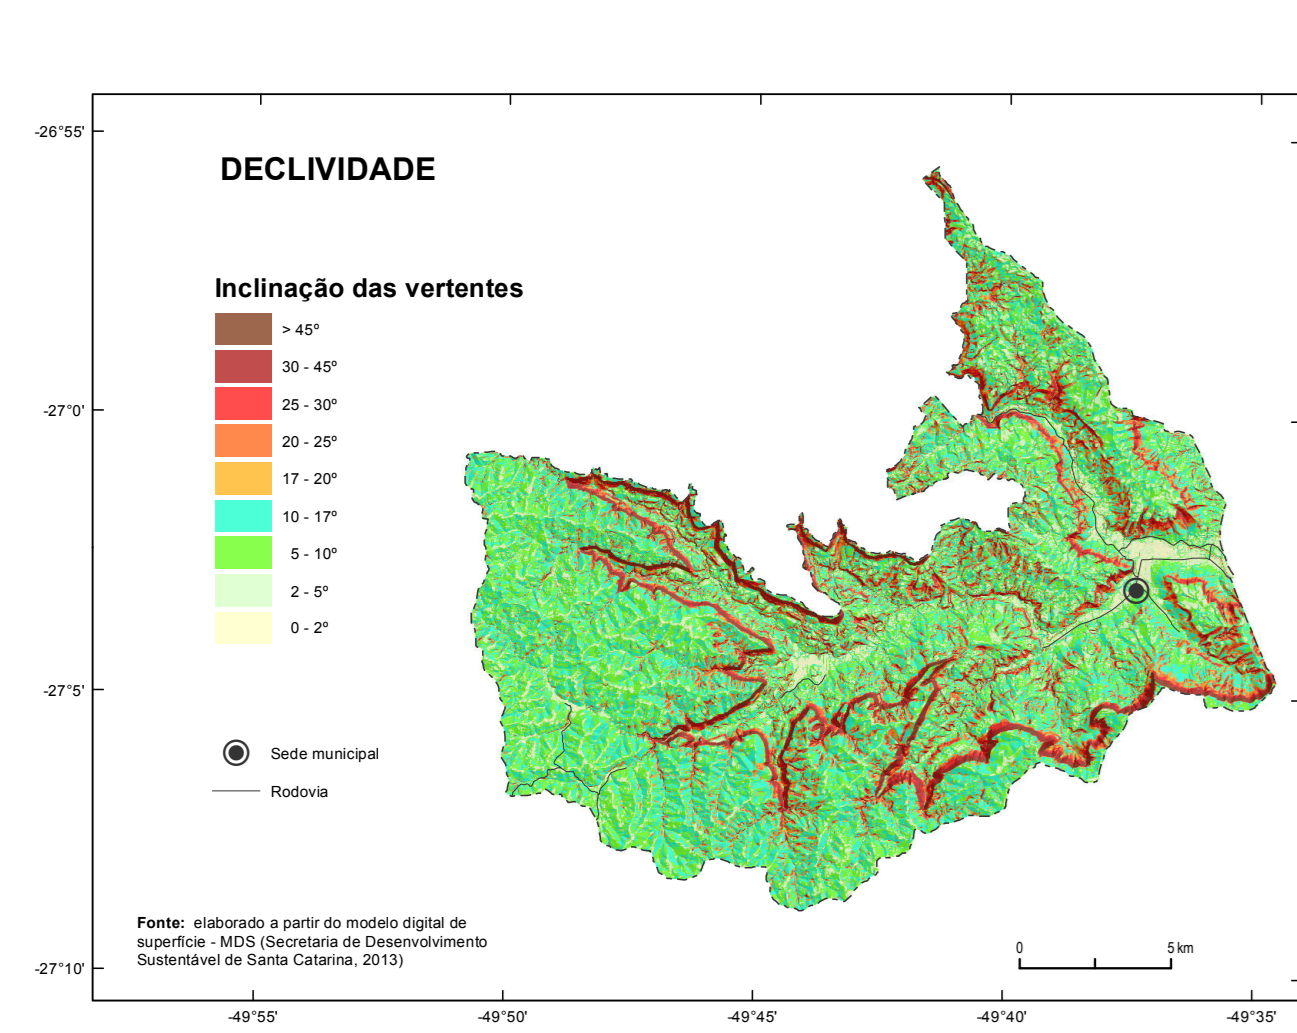 DECLIVIDADE
Inclinação das vertentes
> 45º
30 - 45º
25 - 30º
20 - 25º
17 - 20º
10 - 17º
5 - 10º
2 - 5º
0 - 2º
Sede municipal
Rodovia
Fonte: elaborado a partir do modelo digital de
superfície - MDS (Secretaria de Desenvolvimento
Sustentável de Santa Catarina, 2013)
0 5 km
-26°55'
-27°0'
-27°5'
-27°10'
-49°55' -49°50' -49°45' -49°40' -49°35'